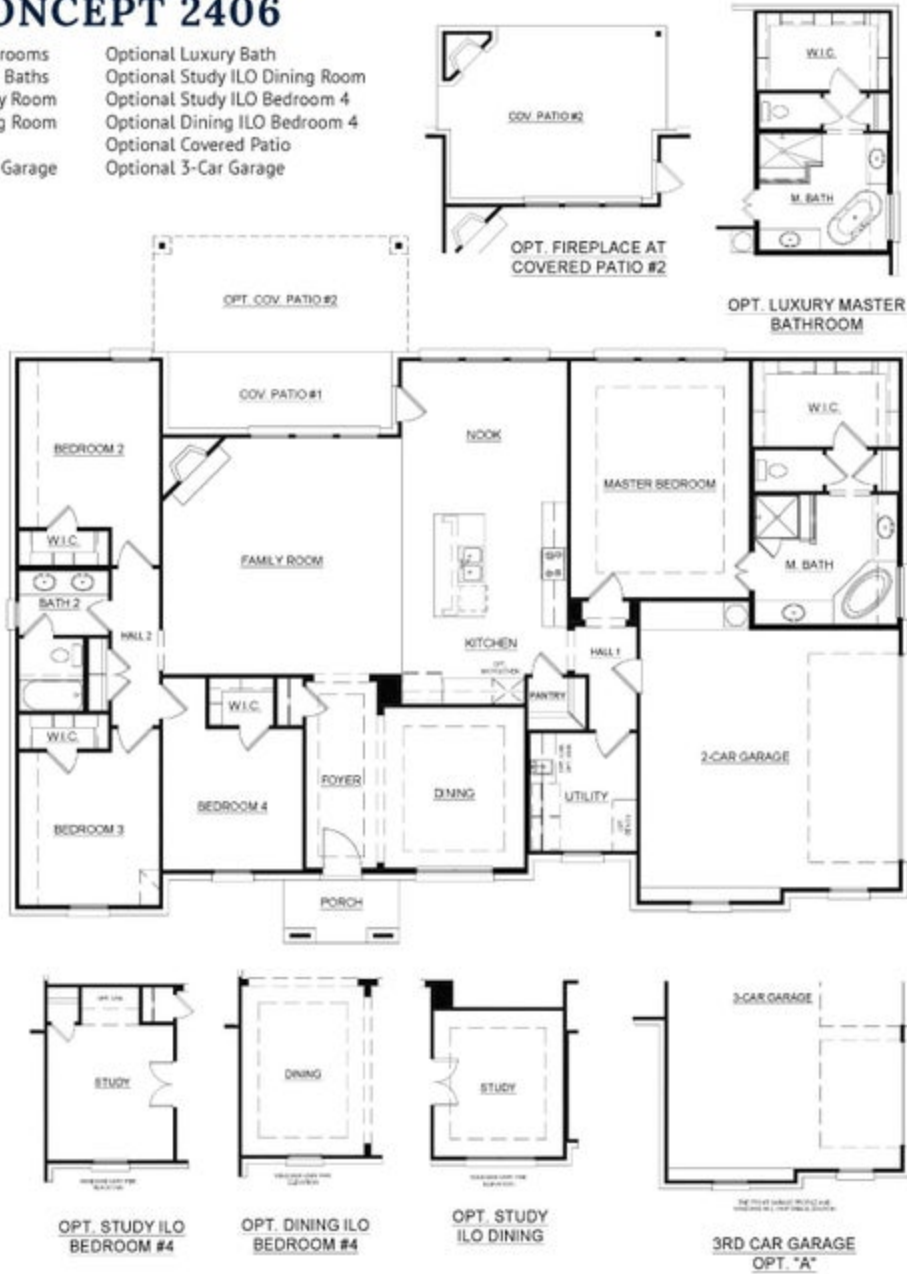 ONCEPT 2406
rooms
Baths
y Room
g Room
Garage
Optional Luxury Bath
Optional Study ILO Dining Room
Optional Study ILO Bedroom 4
Optional Dining ILO Bedroom 4
Optional Covered Patio
Optional 3-Car Garage
COV. PATIO #2
OPT. FIREPLACE AT
COVERED PATIO #2
W.I.C.
M. BATH
OPT. LUXURY MASTER
BATHROOM
OPT. COV. PATIO #2
COV. PATIO #1
BEDROOM 2
NOOK
W.I.C.
MASTER BEDROOM
FAMILY ROOM
W.I.C.
M. BATH
BATH 2
HALL 2
KITCHEN
HALL 1
OPT.
PANTRY
W.I.C.
W.I.C.
2-CAR GARAGE
FOYER
DINING
UTILITY
BEDROOM 4
BEDROOM 3
PORCH
STUDY
DINING
STUDY
3-CAR GARAGE
OPT. STUDY ILO
BEDROOM #4
OPT. DINING ILO
BEDROOM #4
OPT. STUDY
ILO DINING
3RD CAR GARAGE
OPT. "A"